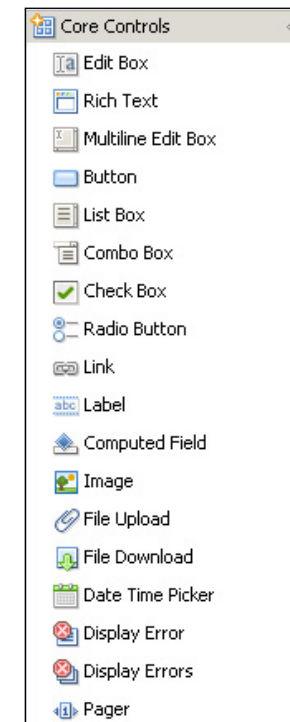 Core Controls
Edit Box
Rich Text
Multiline Edit Box
Button
List Box
Combo Box
Check Box
Radio Button
Link
abc Label
Computed Field
Image
File Upload
File Download
Date Time Picker
Display Error
Display Errors
Pager